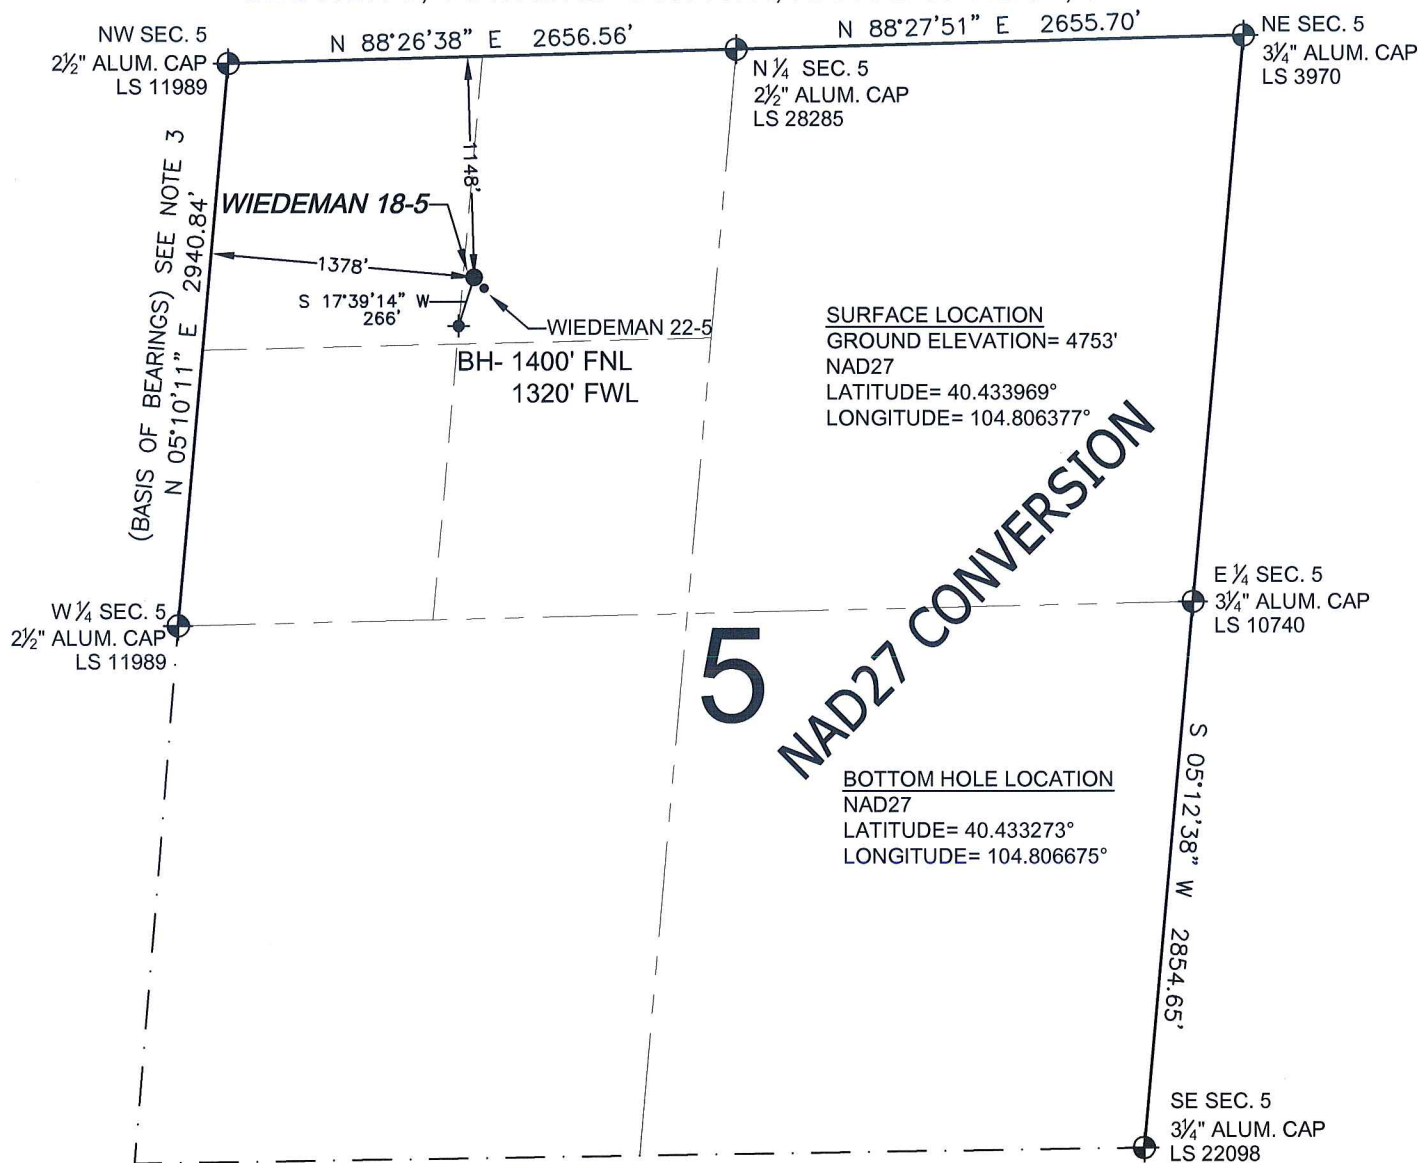 NW SEC. 5
2½" ALUM. CAP
LS 11989
N 88°26'38" E 2656.56'
N ¼ SEC. 5
2½" ALUM. CAP
LS 28285
N 88°27'51" E 2655.70'
NE SEC. 5
3¼" ALUM. CAP
LS 3970
(BASIS OF BEARINGS) SEE NOTE 3
N 05°10'11" E 2940.84'
1148'
WIEDEMAN 18-5
1378'
S 17°39'14" W
266'
WIEDEMAN 22-5
BH- 1400' FNL
1320' FWL
SURFACE LOCATION
GROUND ELEVATION= 4753'
NAD27
LATITUDE= 40.433969°
LONGITUDE= 104.806377°
NAD27 CONVERSION
W ¼ SEC. 5
2½" ALUM. CAP
LS 11989
5
E ¼ SEC. 5
3¼" ALUM. CAP
LS 10740
BOTTOM HOLE LOCATION
NAD27
LATITUDE= 40.433273°
LONGITUDE= 104.806675°
S 05°12'38" W 2854.65'
SE SEC. 5
3¼" ALUM. CAP
LS 22098